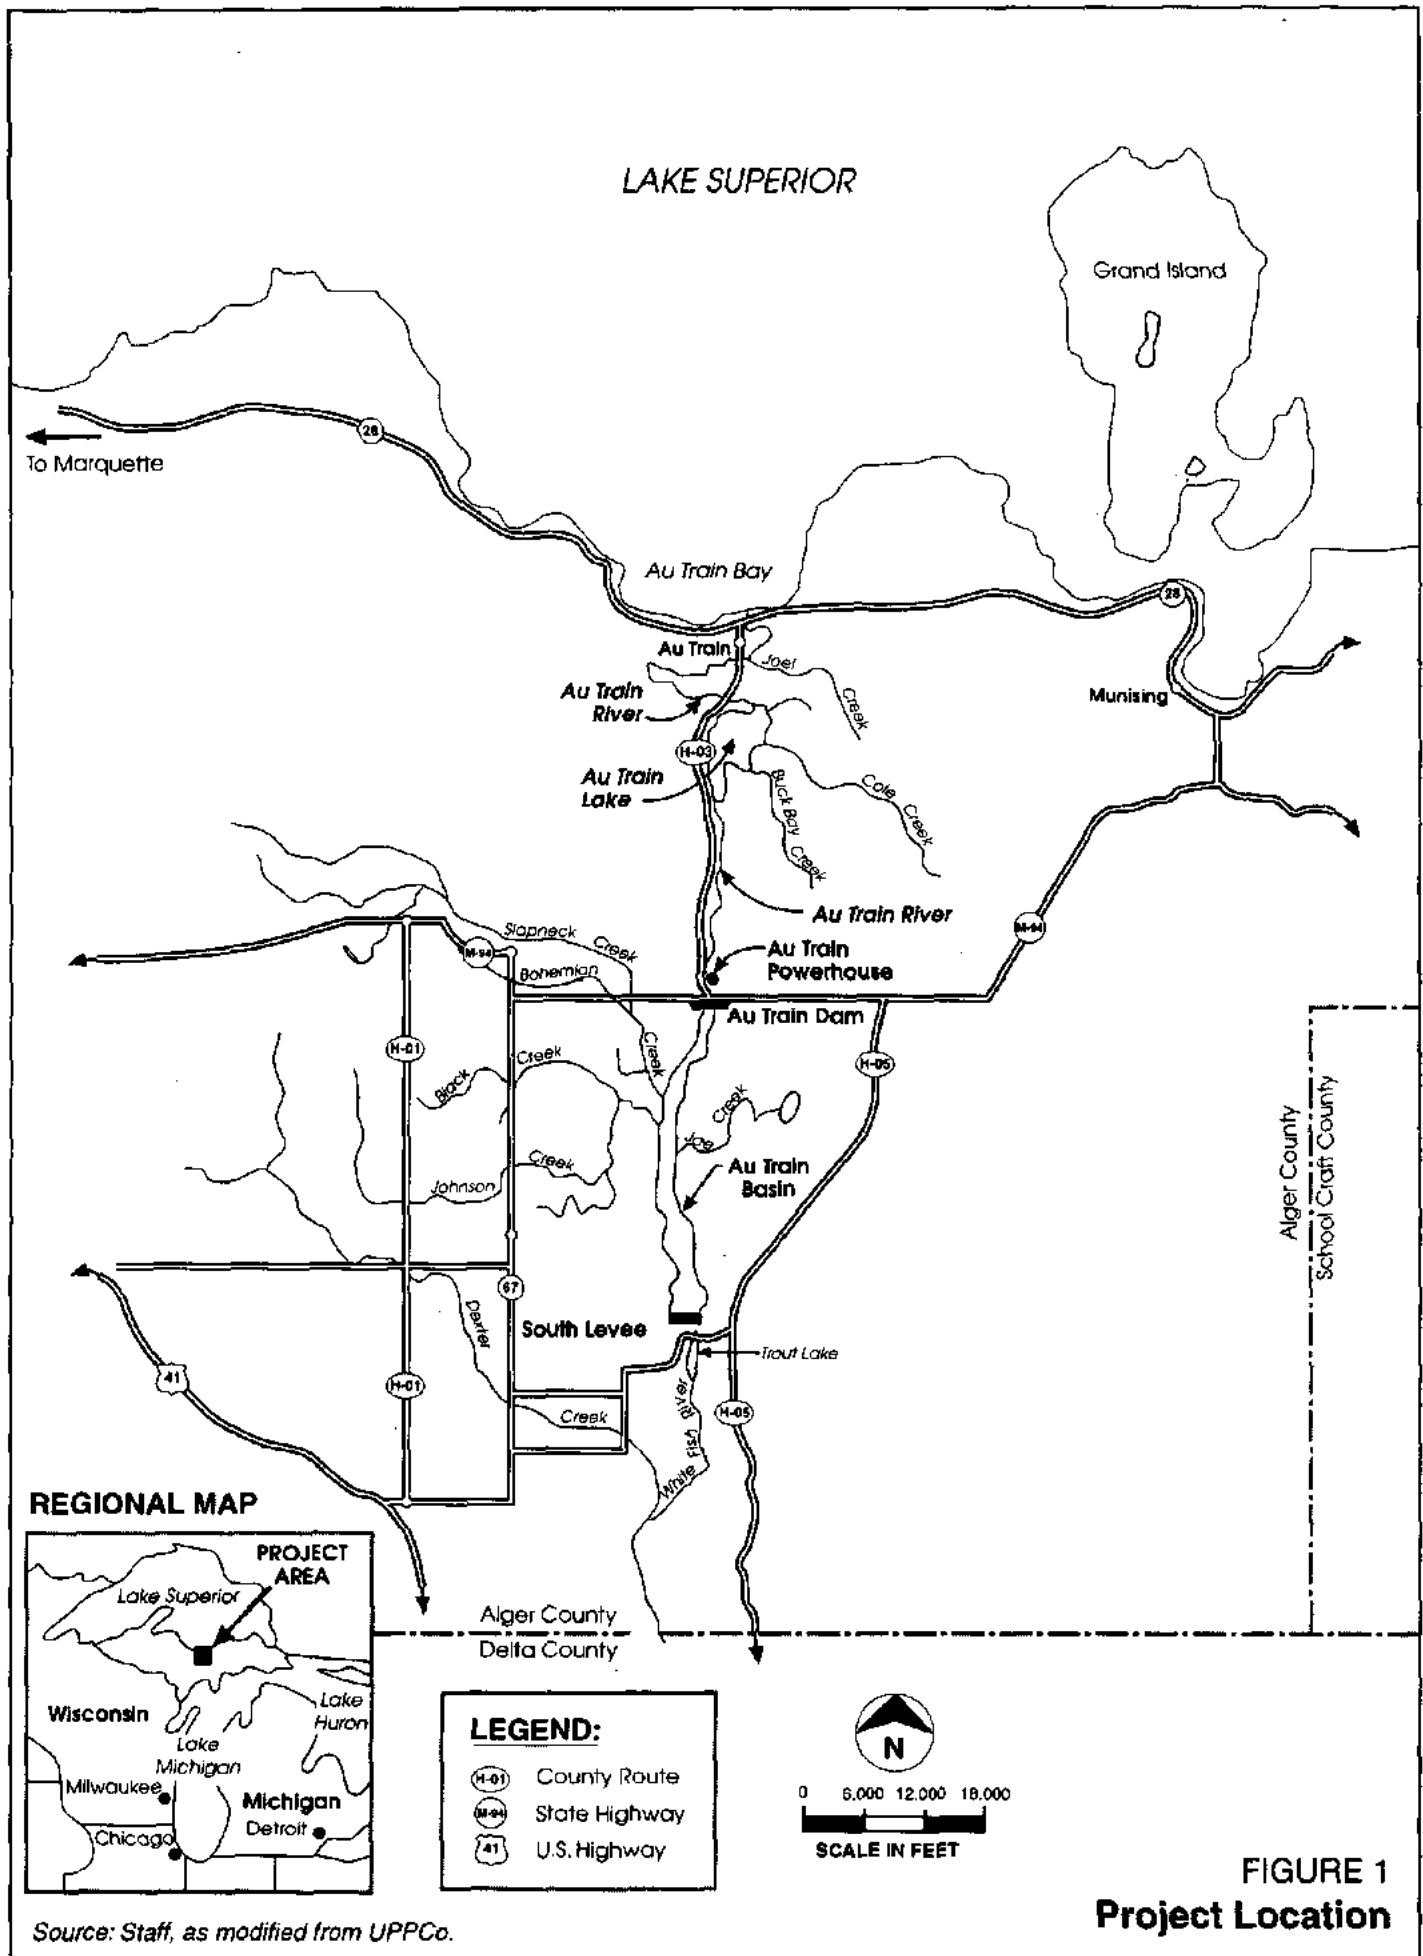 LAKE SUPERIOR
Grand Island
28
To Marquette
Au Train Bay
28
Au Train
Joel
Creek
Au Train
River
Munising
H-03
Au Train
Lake
Buck Bay
Creek
Cole
Creek
Au Train River
M-94
Slapneck
Creek
M-94
Bohemian
Creek
Au Train
Powerhouse
Au Train Dam
H-01
H-05
Black
Creek
Joe
Creek
Au Train
Basin
Johnson
Creek
Alger County
School Craft County
67
Dexter
Creek
South Levee
Trout Lake
41
H-01
H-05
White Fish River
REGIONAL MAP
PROJECT
AREA
Lake Superior
Wisconsin
Lake
Huron
Lake
Michigan
Milwaukee
Michigan
Detroit
Chicago
Alger County
Delta County
LEGEND:
H-01 County Route
M-94 State Highway
41 U.S. Highway
N
0 6,000 12,000 18,000
SCALE IN FEET
FIGURE 1
Project Location
Source: Staff, as modified from UPPCo.